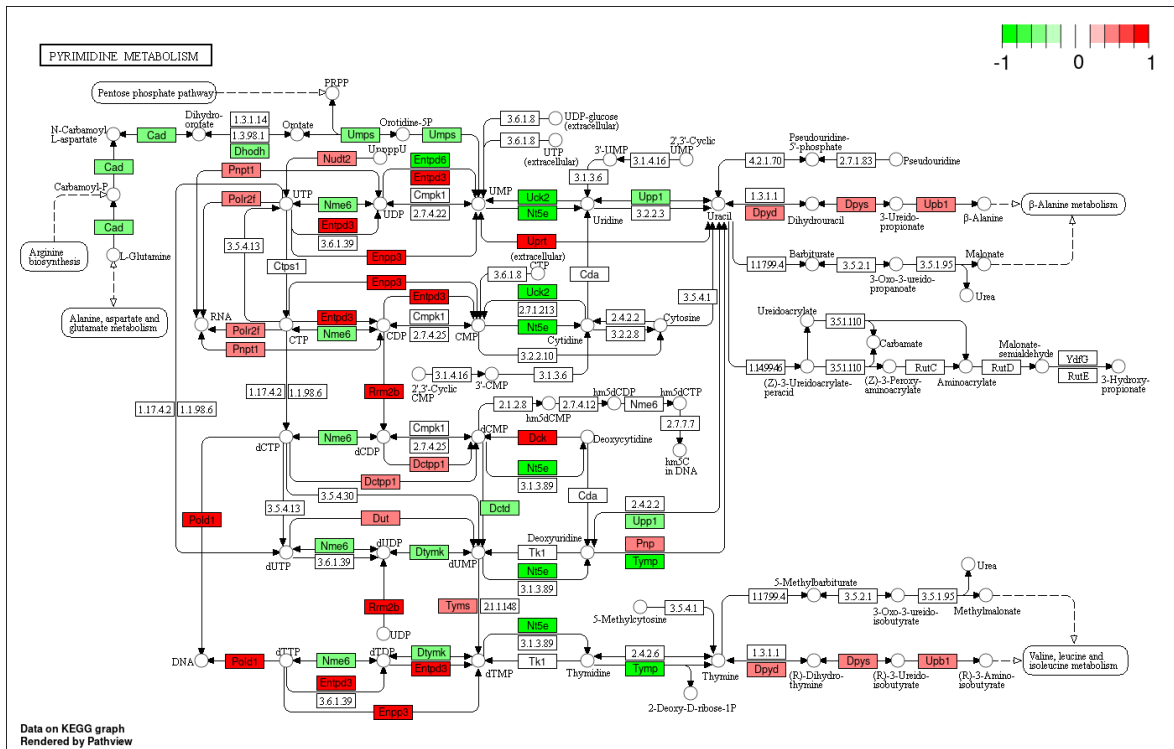 -1 0 1
PYRIMIDINE METABOLISM
Pentose phosphate pathway
PRPP
N-Carbamoyl
L-aspartate
Cad
Dihydro-
orotate
1.3.1.14
1.3.98.1
Dhodh
Orotate
Umps
Orotidine-5P
Umps
3.6.1.8
UDP-glucose
(extracellular)
3.6.1.8
UTP
(extracellular)
3'-UMP
3.1.4.16
2',3'-Cyclic
UMP
3.1.3.6
Pseudouridine-
5'-phosphate
4.2.1.70
2.7.1.83
Pseudouridine
Cad
Carbamoyl-P
Cad
Arginine
biosynthesis
L-Glutamine
Alanine, aspartate and
glutamate metabolism
Pnpt1
Nudt2
UppppU
Entpd6
Entpd3
Polr2f
UTP
Nme6
UDP
Cmpk1
2.7.4.22
UMP
Uck2
Nt5e
Uridine
Upp1
3.2.2.3
Uracil
1.3.1.1
Dpyd
Dihydrouracil
Dpys
3-Ureido-
propionate
Upb1
β-Alanine
β-Alanine metabolism
Entpd3
3.6.1.39
3.5.4.13
Enpp3
Uprt
Ctps1
(extracellular)
CTP
3.6.1.8
Cda
Barbiturate
1.17.99.4
3.5.2.1
3-Oxo-3-ureido-
propanoate
3.5.1.95
Malonate
Urea
Enpp3
Entpd3
Uck2
2.7.1.213
Nt5e
3.5.4.1
RNA
Polr2f
Pnpt1
CTP
Entpd3
Nme6
CDP
Cmpk1
2.7.4.25
CMP
Cytidine
2.4.2.2
3.2.2.8
Cytosine
3.2.2.10
Ureidoacrylate
3.5.1.110
Carbamate
1.14.99.46
(Z)-3-Ureidoacrylate-
peracid
3.5.1.110
(Z)-3-Peroxy-
aminoacrylate
RutC
Aminoacrylate
RutD
Malonate-
semialdehyde
YdfG
RutE
3-Hydroxy-
propionate
2',3'-Cyclic
CMP
3.1.4.16
3'-CMP
3.1.3.6
1.17.4.2
1.1.98.6
Rrm2b
1.17.4.2
1.1.98.6
2.1.2.8
hm5dCMP
2.7.4.12
hm5dCDP
Nme6
hm5dCTP
2.7.7.7
hm5C
in DNA
dCTP
Nme6
dCDP
Cmpk1
2.7.4.25
dCMP
Dck
Deoxycytidine
Nt5e
3.1.3.89
Dctpp1
Dctpp1
3.5.4.30
3.5.4.13
Dctd
Cda
Pold1
Dut
2.4.2.2
Upp1
Pnp
Tymp
dUTP
Nme6
3.6.1.39
dUDP
Dtymk
dUMP
Deoxyuridine
Tk1
Nt5e
3.1.3.89
Rrm2b
UDP
Tyms
2.1.1.148
5-Methylcytosine
3.5.4.1
5-Methylbarbiturate
1.17.99.4
3.5.2.1
3-Oxo-3-ureido-
isobutyrate
3.5.1.95
Urea
Methylmalonate
Nt5e
3.1.3.89
DNA
Pold1
dTTP
Nme6
dTDP
Dtymk
Entpd3
dTMP
Tk1
Thymidine
2.4.2.6
Tymp
Thymine
1.3.1.1
Dpyd
(R)-Dihydro-
thymine
Dpys
(R)-3-Ureido-
isobutyrate
Upb1
(R)-3-Amino-
isobutyrate
Valine, leucine and
isoleucine metabolism
Entpd3
3.6.1.39
Enpp3
2-Deoxy-D-ribose-1P
Data on KEGG graph
Rendered by Pathview